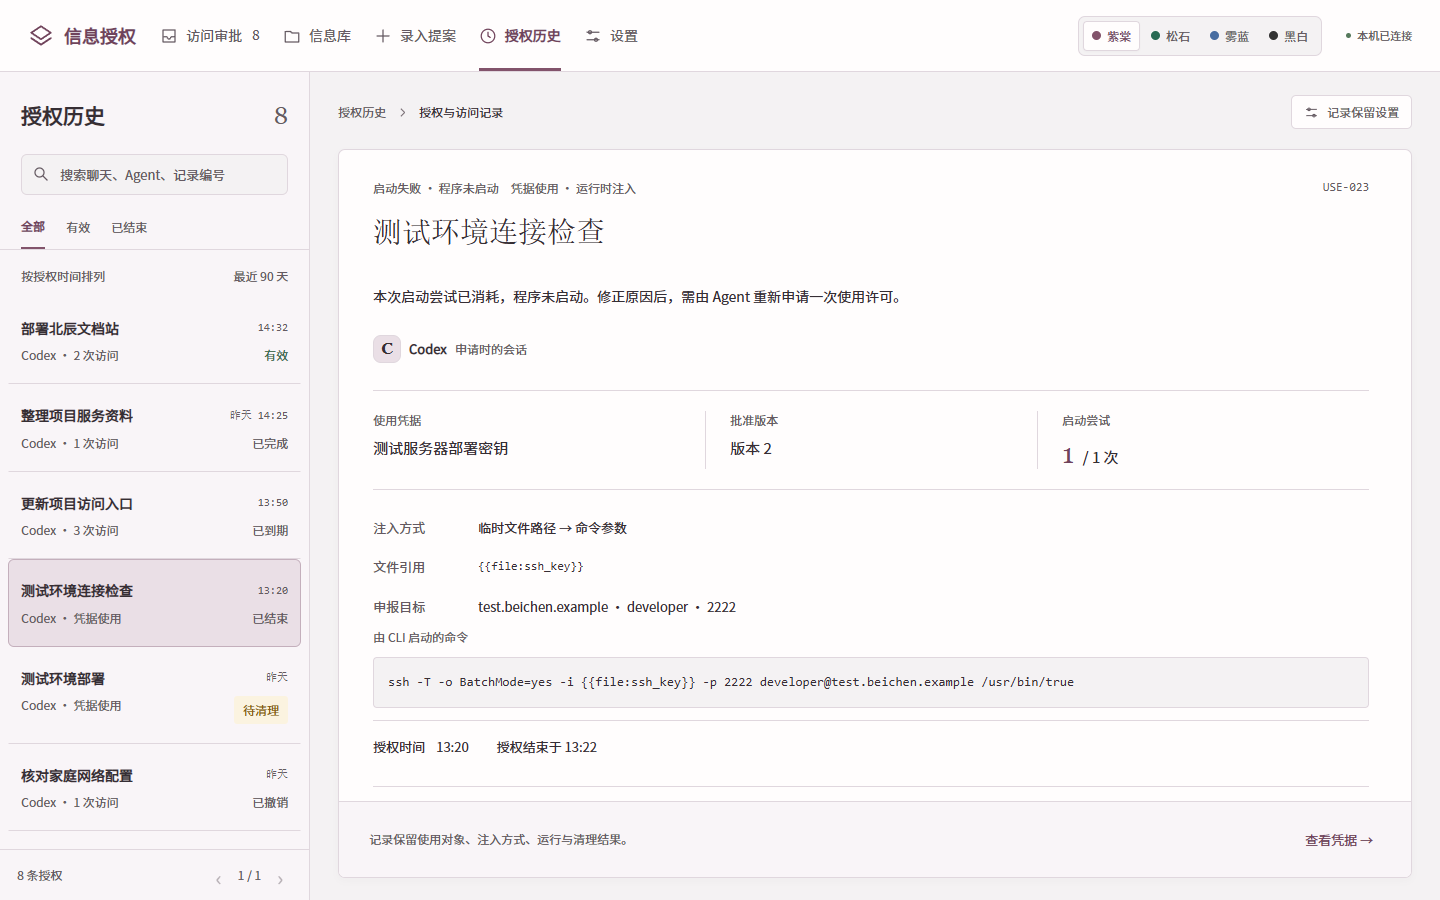 信息授权
访问审批 8
信息库
录入提案
授权历史
设置
紫棠
松石
雾蓝
黑白
本机已连接
授权历史 8
搜索聊天、Agent、记录编号
全部 有效 已结束
按授权时间排列 最近 90 天
部署北辰文档站 14:32
Codex · 2 次访问 有效
整理项目服务资料 昨天 14:25
Codex · 1 次访问 已完成
更新项目访问入口 13:50
Codex · 3 次访问 已到期
测试环境连接检查 13:20
Codex · 凭据使用 已结束
测试环境部署 昨天
Codex · 凭据使用 待清理
核对家庭网络配置 昨天
Codex · 1 次访问 已撤销
8 条授权 ‹ 1 / 1 ›
授权历史 > 授权与访问记录
记录保留设置
启动失败 · 程序未启动 凭据使用 · 运行时注入 USE-023
测试环境连接检查
本次启动尝试已消耗，程序未启动。修正原因后，需由 Agent 重新申请一次使用许可。
C Codex 申请时的会话
使用凭据 批准版本 启动尝试
测试服务器部署密钥 版本 2 1 / 1 次
注入方式 临时文件路径 → 命令参数
文件引用 {{file:ssh_key}}
申报目标 test.beichen.example · developer · 2222
由 CLI 启动的命令
ssh -T -o BatchMode=yes -i {{file:ssh_key}} -p 2222 developer@test.beichen.example /usr/bin/true
授权时间 13:20 授权结束于 13:22
记录保留使用对象、注入方式、运行与清理结果。 查看凭据 →